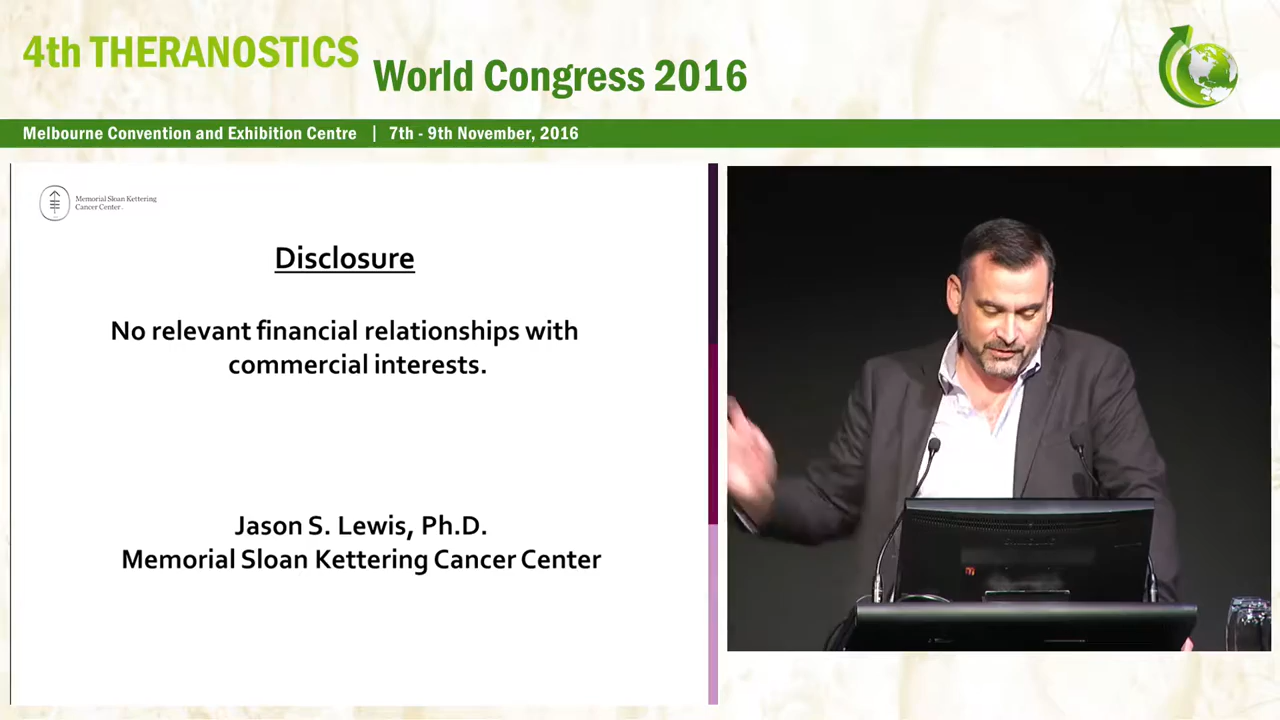 4th THERANOSTICS
World Congress 2016
Melbourne Convention and Exhibition Centre | 7th - 9th November, 2016
Memorial Sloan Kettering
Cancer Center
Disclosure
No relevant financial relationships with
commercial interests.
Jason S. Lewis, Ph.D.
Memorial Sloan Kettering Cancer Center